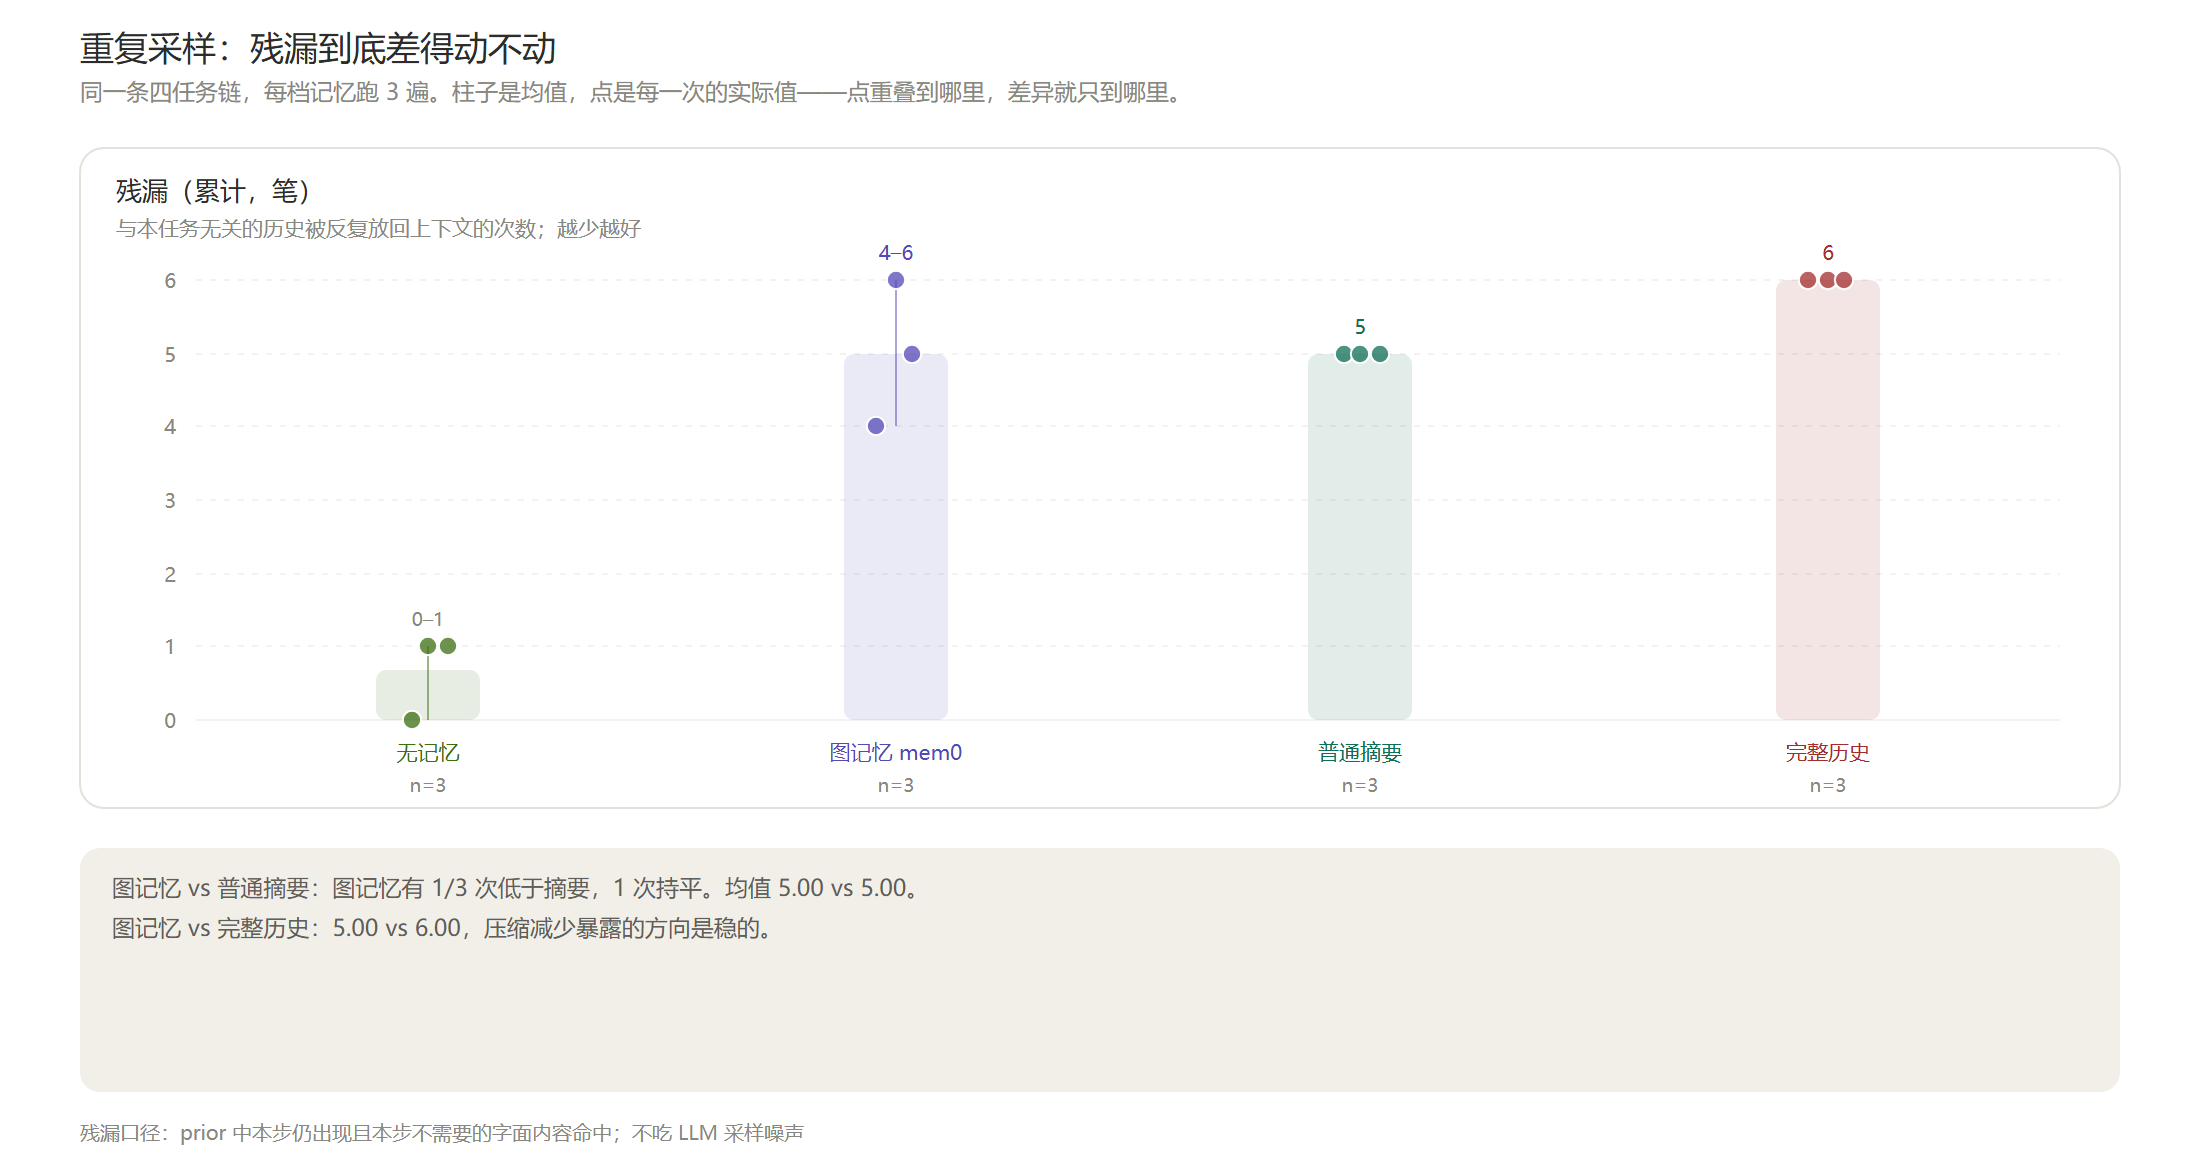 重复采样：残漏到底差得动不动
同一条四任务链，每档记忆跑 3 遍。柱子是均值，点是每一次的实际值——点重叠到哪里，差异就只到哪里。
残漏（累计，笔）
与本任务无关的历史被反复放回上下文的次数；越少越好
4–6
6
6
5
5
4
3
2
0–1
1
0
无记忆
图记忆 mem0
普通摘要
完整历史
n=3
n=3
n=3
n=3
图记忆 vs 普通摘要：图记忆有 1/3 次低于摘要，1 次持平。均值 5.00 vs 5.00。
图记忆 vs 完整历史：5.00 vs 6.00，压缩减少暴露的方向是稳的。
残漏口径：prior 中本步仍出现且本步不需要的字面内容命中；不吃 LLM 采样噪声